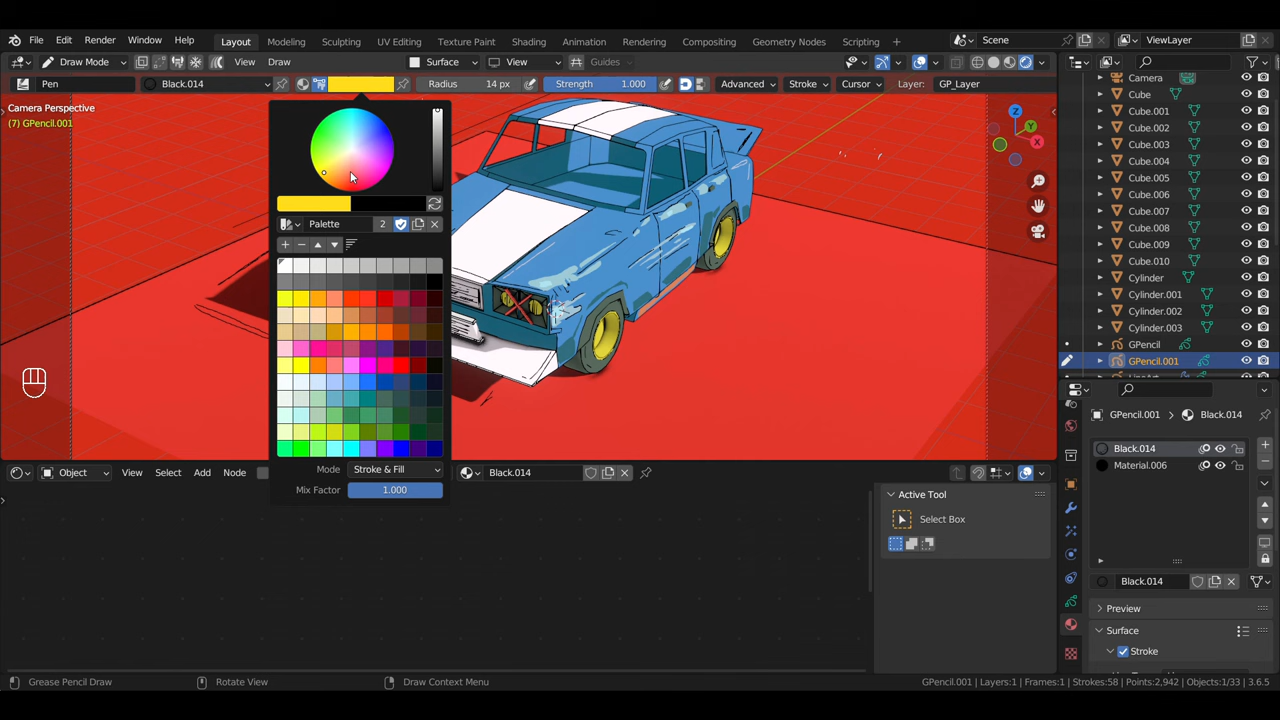 File Edit Render Window Help Layout Modeling Sculpting UV Editing Texture Paint Shading Animation Rendering Compositing Geometry Nodes Scripting + Scene ViewLayer
Draw Mode View Draw Surface View Guides
Pen Black.014 Radius 14 px Strength 1.000 Advanced Stroke Cursor Layer: GP_Layer
Camera Perspective
(7) GPencil.001
Z
Y
X
Palette 2
Mode Stroke & Fill
Mix Factor 1.000
Camera
Cube
Cube.001
Cube.002
Cube.003
Cube.004
Cube.005
Cube.006
Cube.007
Cube.008
Cube.009
Cube.010
Cylinder
Cylinder.001
Cylinder.002
Cylinder.003
GPencil
GPencil.001
GPencil.001 Black.014
Black.014
Material.006
Black.014
Preview
Surface
Stroke
Object View Select Add Node Black.014
Active Tool
Select Box
Grease Pencil Draw Rotate View Draw Context Menu GPencil.001 | Layers:1 | Frames:1 | Strokes:58 | Points:2,942 | Objects:1/33 | 3.6.5